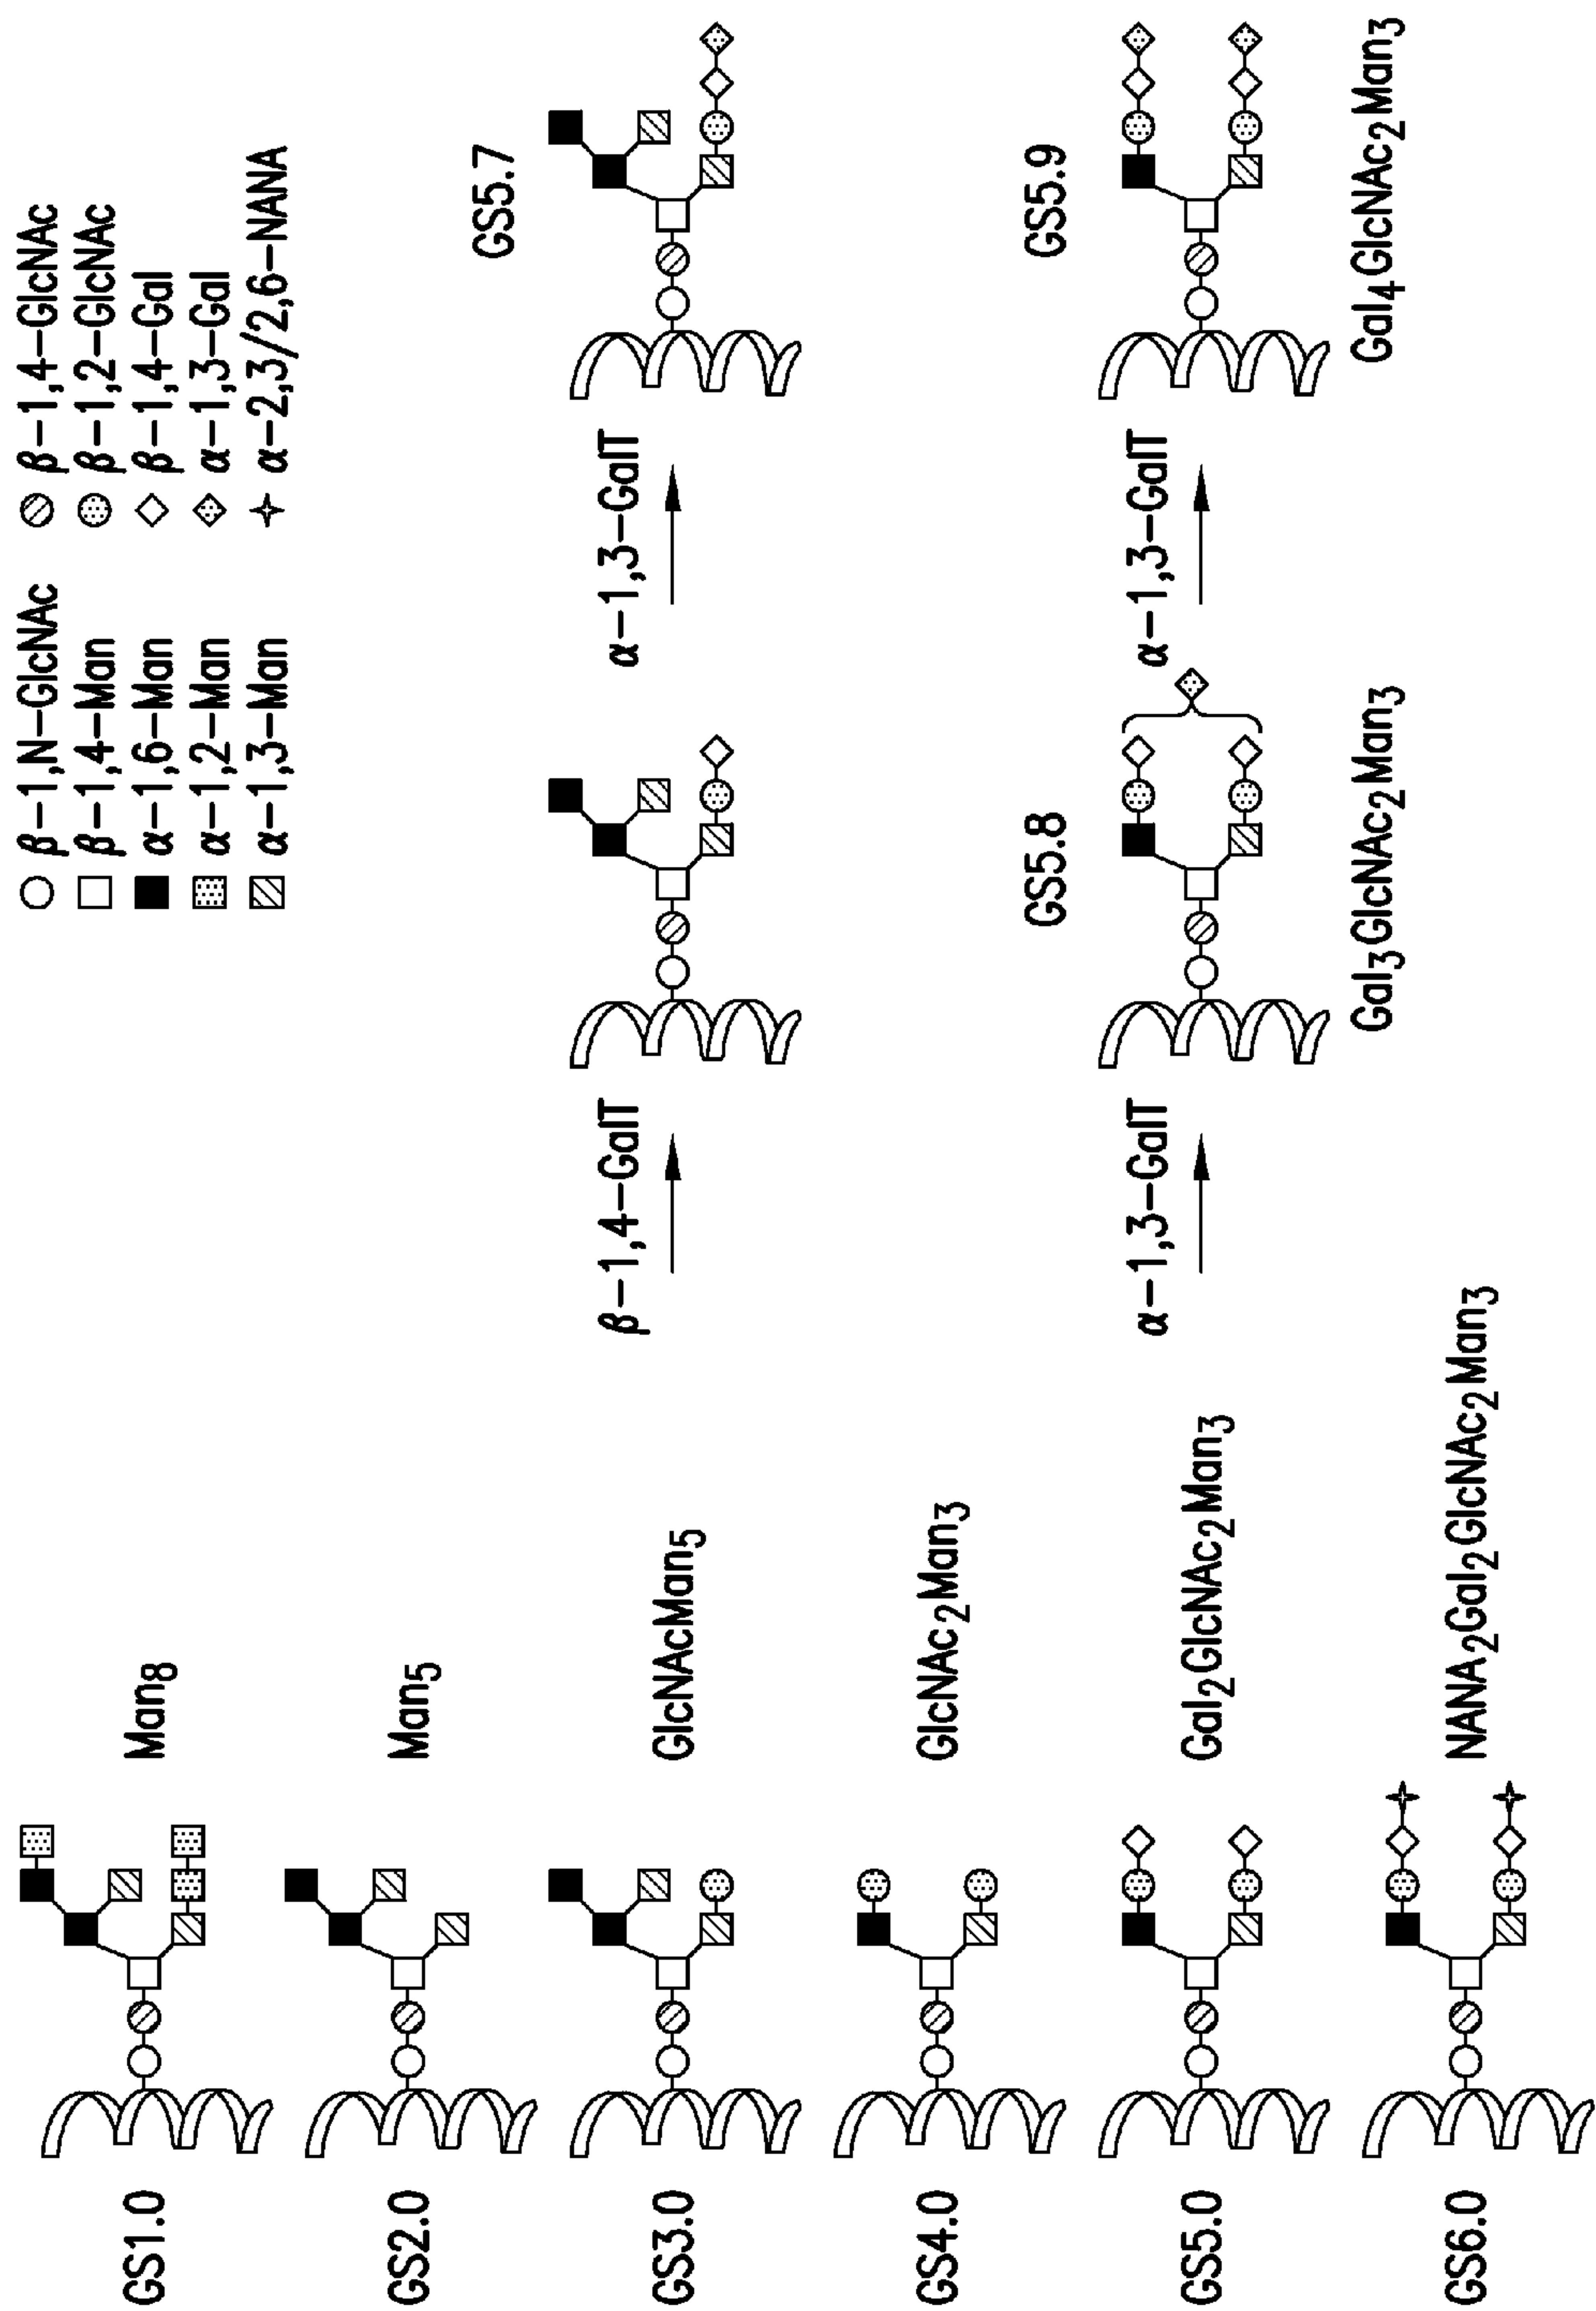 β-1,N-GlcNAc
β-1,4-GlcNAc
β-1,4-Man
β-1,2-GlcNAc
α-1,6-Man
β-1,4-Gal
α-1,2-Man
α-1,3-Gal
α-1,3-Man
α-2,3/2,6-NANA
GS1.0
Man8
GS2.0
Man5
GS3.0
GlcNAcMan5
β-1,4-GalT
α-1,3-GalT
GS5.7
GS4.0
GlcNAc2Man3
GS5.0
Gal2GlcNAc2Man3
α-1,3-GalT
GS5.8
Gal3GlcNAc2Man3
α-1,3-GalT
GS5.9
Gal4GlcNAc2Man3
GS6.0
NANA2Gal2GlcNAc2Man3